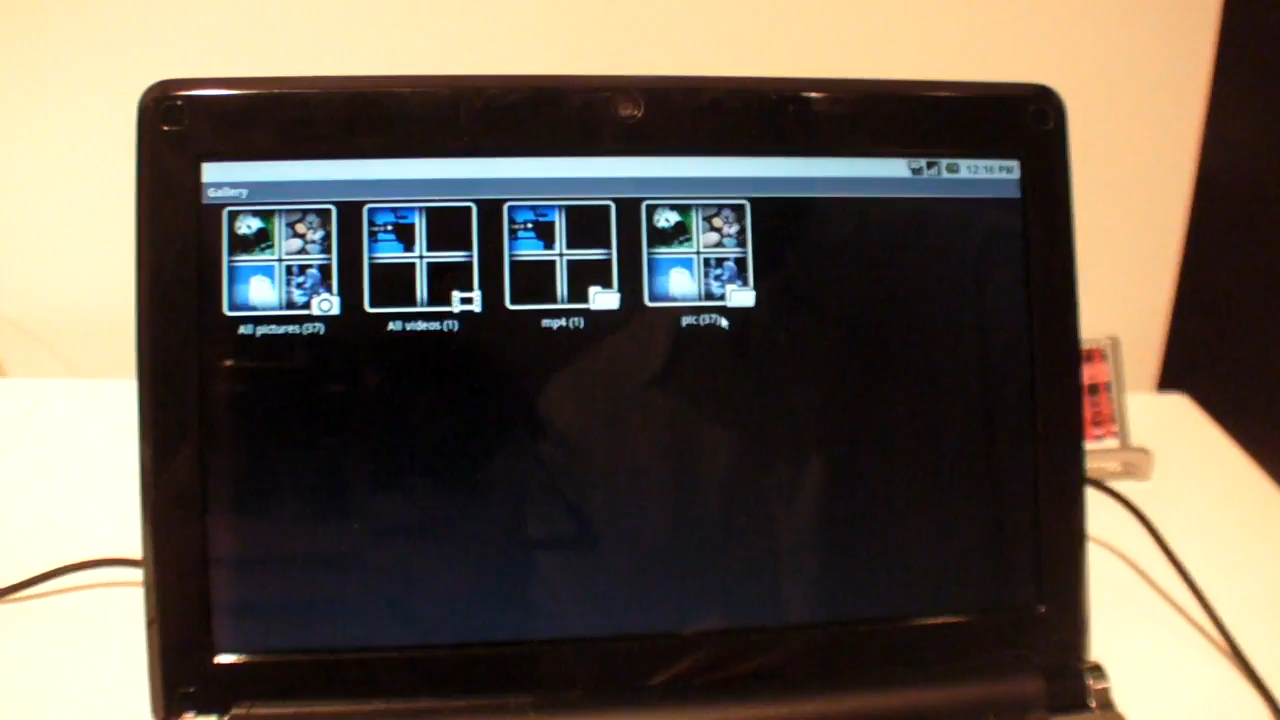 12:16 PM
Gallery
All pictures (37)
All videos (1)
mp4 (1)
pic (37)